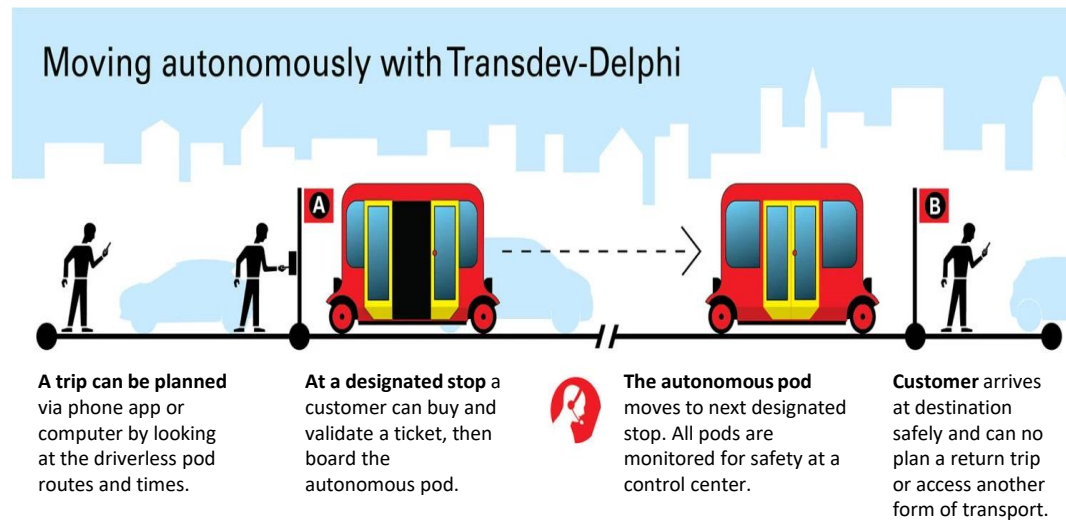 Moving autonomously with Transdev-Delphi
A
B
A trip can be planned
via phone app or
computer by looking
at the driverless pod
routes and times.
At a designated stop a
customer can buy and
validate a ticket, then
board the
autonomous pod.
The autonomous pod
moves to next designated
stop. All pods are
monitored for safety at a
control center.
Customer arrives
at destination
safely and can no
plan a return trip
or access another
form of transport.